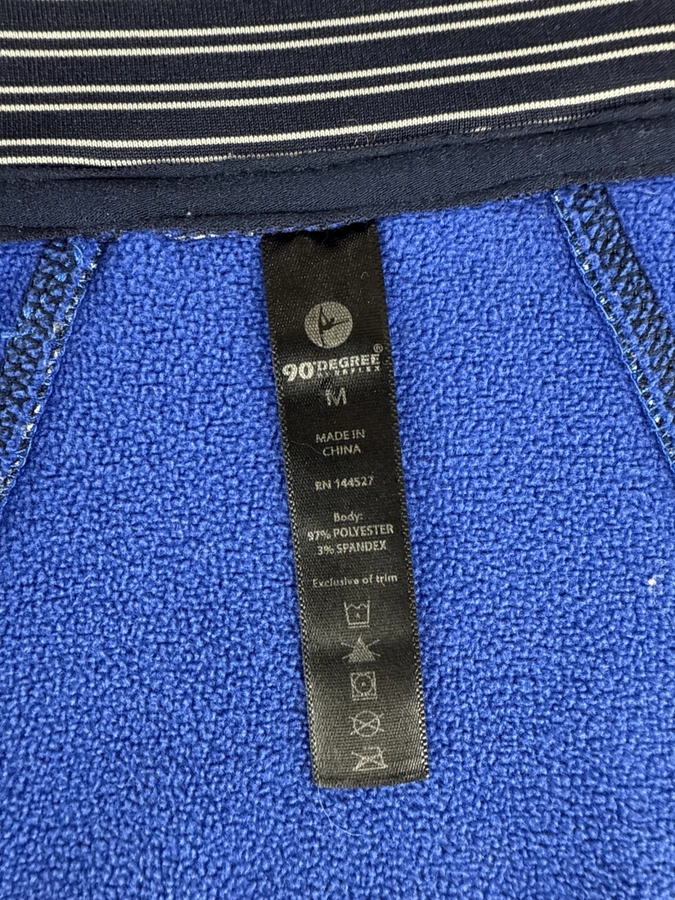 90°DEGREE®
M
MADE IN
CHINA
RN 144527
Body:
97% POLYESTER
3% SPANDEX
Exclusive of trim